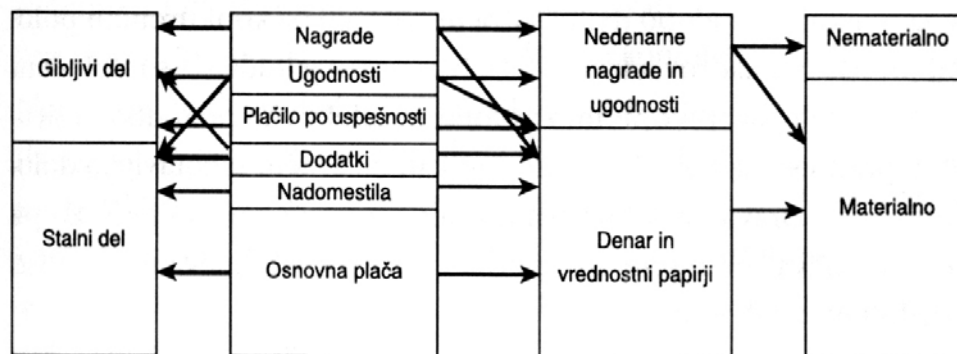 Gibljivi del
Stalni del
Nagrade
Ugodnosti
Plačilo po uspešnosti
Dodatki
Nadomestila
Osnovna plača
Nedenarne
nagrade in
ugodnosti
Denar in
vrednostni papirji
Nematerialno
Materialno